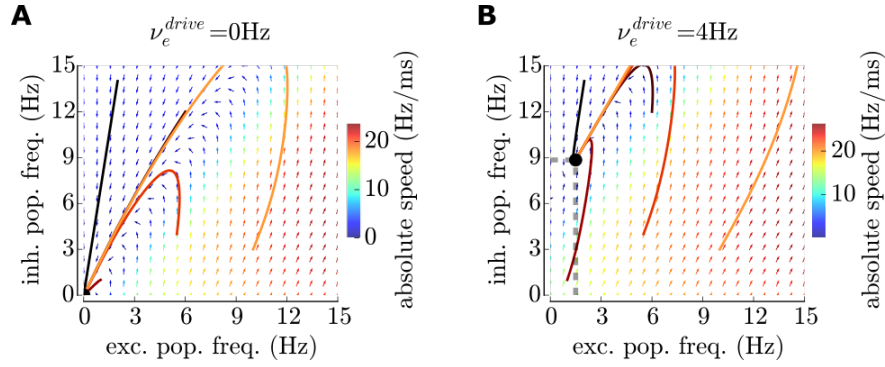 A
ν_e^{drive}=0Hz
15
12
9
6
3
0
inh. pop. freq. (Hz)
0 3 6 9 12 15
exc. pop. freq. (Hz)
20
10
0
absolute speed (Hz/ms)
B
ν_e^{drive}=4Hz
15
12
9
6
3
0
inh. pop. freq. (Hz)
0 3 6 9 12 15
exc. pop. freq. (Hz)
20
10
absolute speed (Hz/ms)